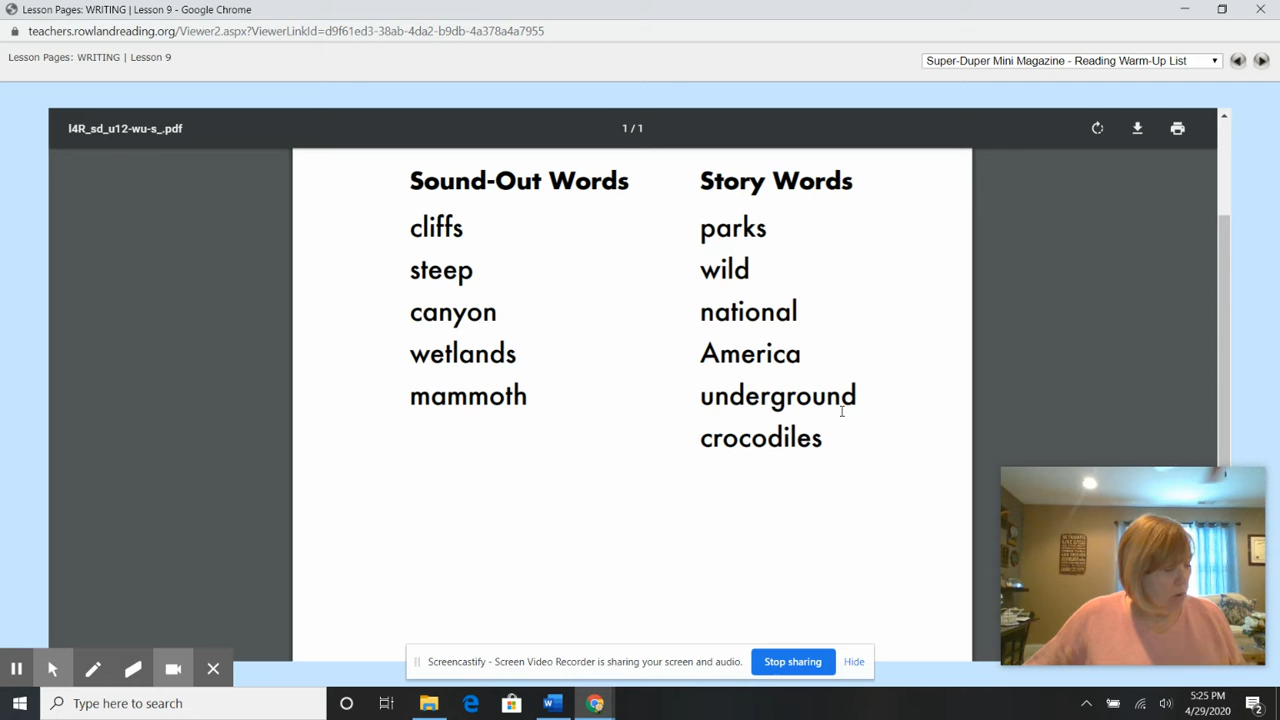 Lesson Pages: WRITING | Lesson 9 - Google Chrome
teachers.rowlandreading.org/Viewer2.aspx?ViewerLinkId=d9f61ed3-38ab-4da2-b9db-4a378a4a7955
Lesson Pages: WRITING | Lesson 9
Super-Duper Mini Magazine - Reading Warm-Up List
l4R_sd_u12-wu-s_.pdf
1 / 1
Sound-Out Words
cliffs
steep
canyon
wetlands
mammoth
Story Words
parks
wild
national
America
underground
crocodiles
Screencastify - Screen Video Recorder is sharing your screen and audio.
Stop sharing
Hide
Type here to search
5:25 PM
4/29/2020
2